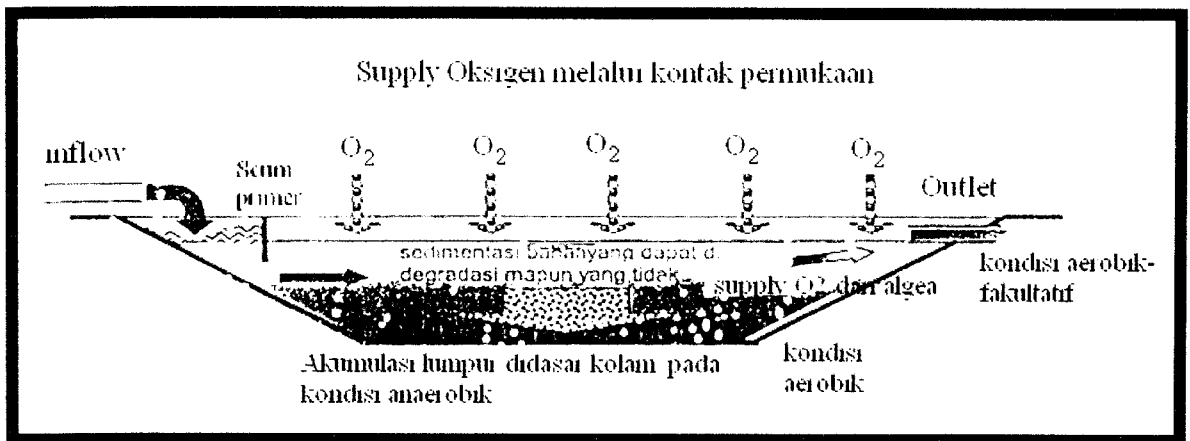 Supply Oksigen melalui kontak permukaan
inflow
Scum
primer
O2 O2 O2 O2 O2
Outlet
sedimentasi bahan yang dapat di
degradasi mapun yang tidak
supply O2 dari algea
kondisi aerobik-
fakultatif
Akumulasi lumpur didasar kolam pada
kondisi anaerobik
kondisi
aerobik